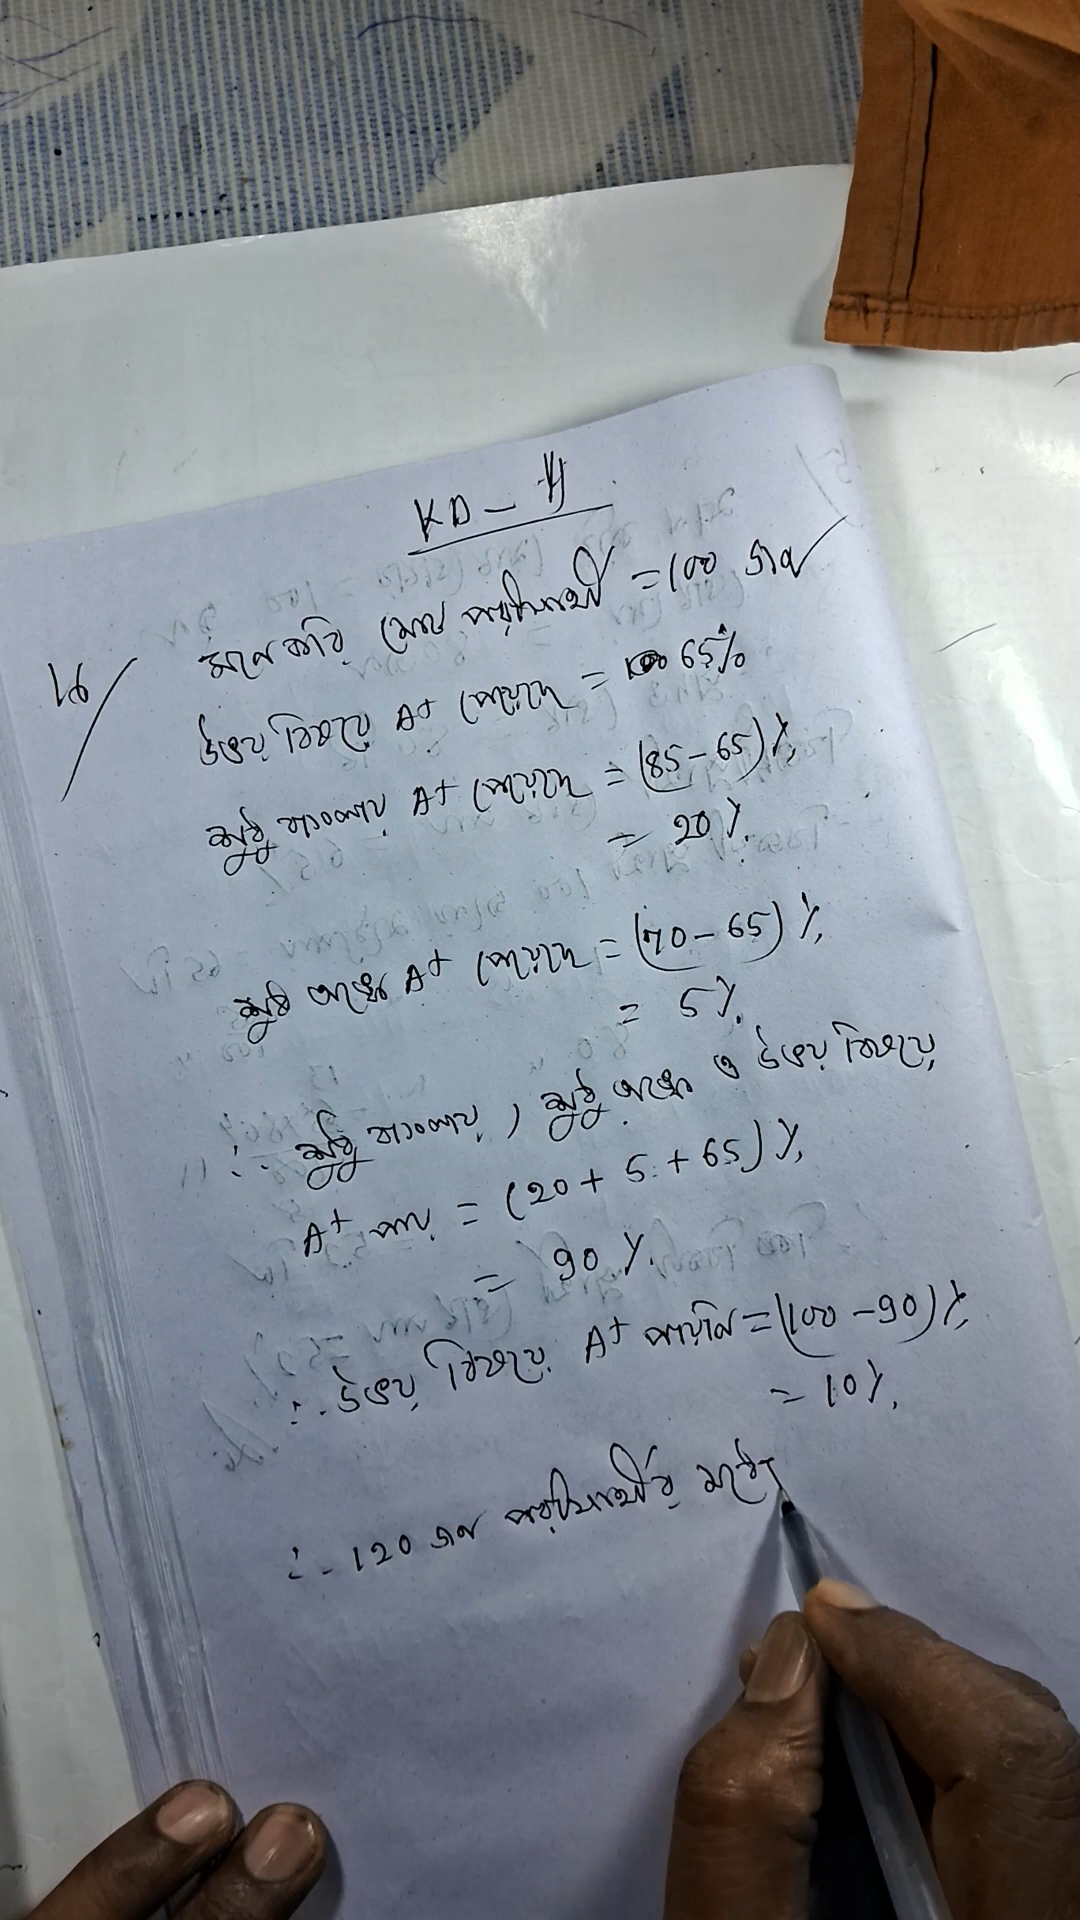 KD - 4
১৬/ মনে করি, মোট পরীক্ষার্থী = 100 জন
উভয় বিষয়ে A+ পেয়েছে = 65%
শুধু বাংলায় A+ পেয়েছে = (85-65)%
= 20%
শুধু অংকে A+ পেয়েছে = (70-65)%
= 5%
∴ শুধু বাংলায়, শুধু অংকে ও উভয় বিষয়ে
A+ পায় = (20+5+65)%
= 90%
∴ উভয় বিষয়ে A+ পায়নি = (100-90)%
= 10%
∴ 120 জন পরীক্ষার্থীর মধ্যে